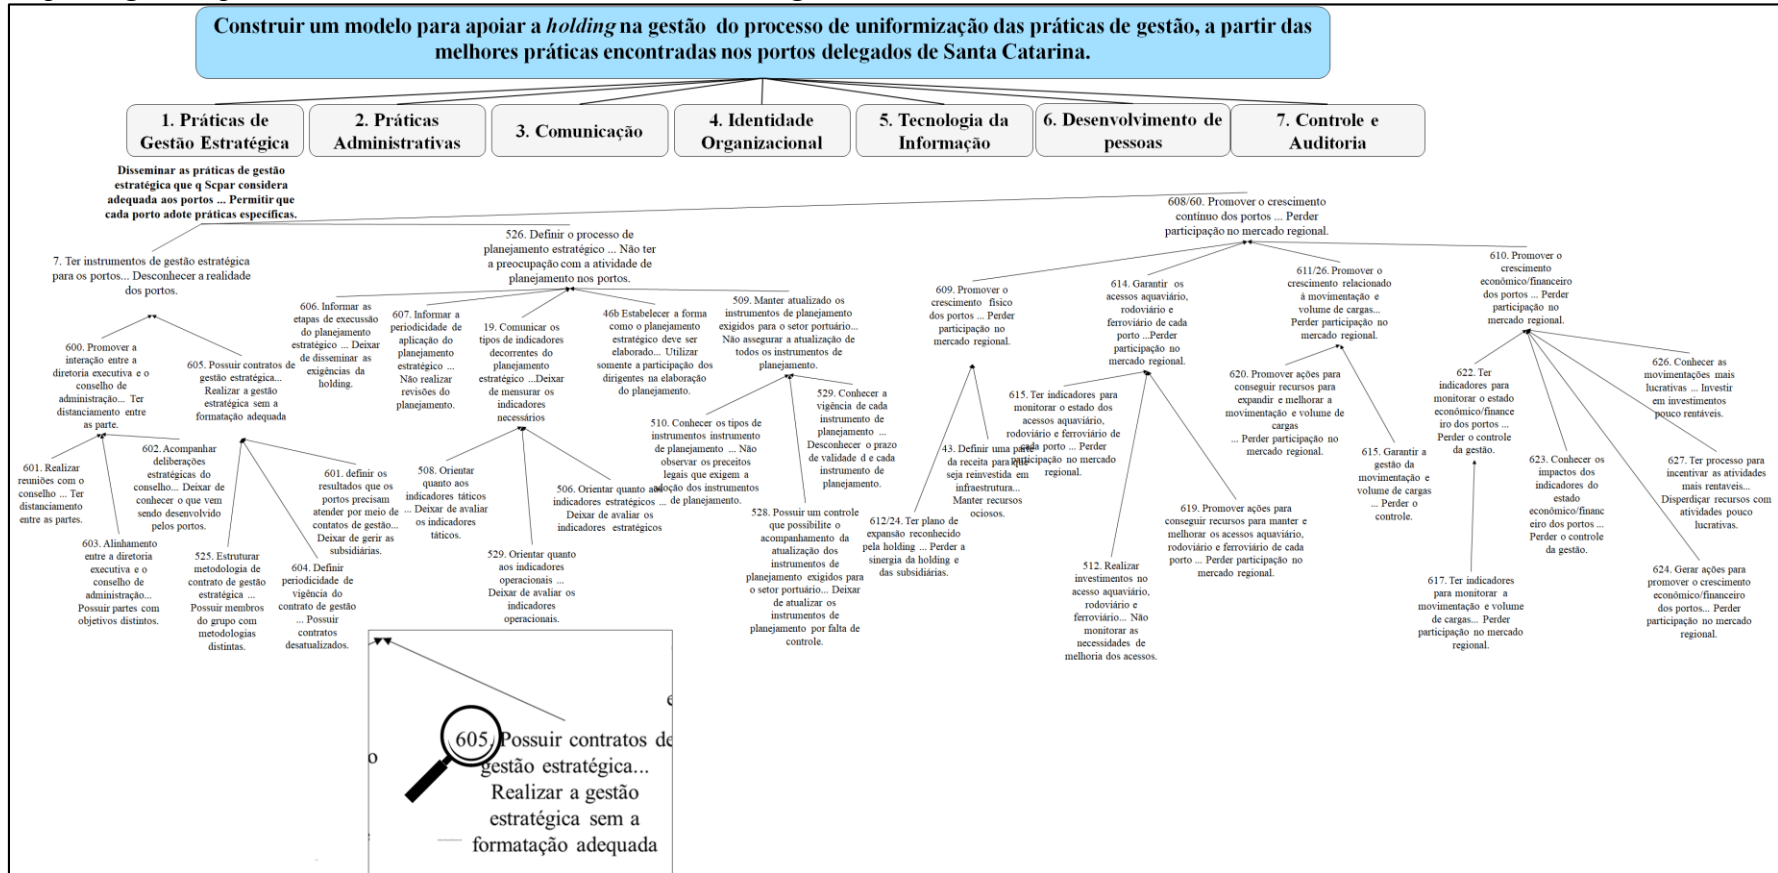 Construir um modelo para apoiar a holding na gestão do processo de uniformização das práticas de gestão, a partir das
melhores práticas encontradas nos portos delegados de Santa Catarina.
1. Práticas de
Gestão Estratégica
2. Práticas
Administrativas
3. Comunicação
4. Identidade
Organizacional
5. Tecnologia da
Informação
6. Desenvolvimento de
pessoas
7. Controle e
Auditoria
Disseminar as práticas de gestão
estratégica que q Scpar considera
adequada aos portos ... Permitir que
cada porto adote práticas específicas.
7. Ter instrumentos de gestão estratégica
para os portos... Desconhecer a realidade
dos portos.
526. Definir o processo de
planejamento estratégico ... Não ter
a preocupação com a atividade de
planejamento nos portos.
608/60. Promover o crescimento
contínuo dos portos ... Perder
participação no mercado regional.
600. Promover a
interação entre a
diretoria executiva e o
conselho de
administração... Ter
distanciamento entre
as parte.
605. Possuir contratos de
gestão estratégica...
Realizar a gestão
estratégica sem a
formatação adequada
606. Informar as
etapas de execussão
do planejamento
estratégico ... Deixar
de disseminar as
exigências da
holding.
607. Informar a
periodicidade de
aplicação do
planejamento
estratégico ...
Não realizar
revisões do
planejamento.
19. Comunicar os
tipos de indicadores
decorrentes do
planejamento
estratégico ...Deixar
de mensurar os
indicadores
necessários
46b Estabelecer a forma
como o planejamento
estratégico deve ser
elaborado... Utilizar
somente a participação dos
dirigentes na elaboração
do planejamento.
509. Manter atualizado os
instrumentos de planejamento
exigidos para o setor portuário...
Não assegurar a atualização de
todos os instrumentos de
planejamento.
609. Promover o
crescimento físico
dos portos ... Perder
participação no
mercado regional.
614. Garantir os
acessos aquaviário,
rodoviário e
ferroviário de cada
porto ...Perder
participação no
mercado regional.
611/26. Promover o
crescimento relacionado
à movimentação e
volume de cargas...
Perder participação no
mercado regional.
610. Promover o
crescimento
econômico/financeiro
dos portos ... Perder
participação no
mercado regional.
601. Realizar
reuniões com o
conselho ... Ter
distanciamento
entre as partes.
602. Acompanhar
deliberações
estratégicas do
conselho... Deixar de
conhecer o que vem
sendo desenvolvido
pelos portos.
603. Alinhamento
entre a diretoria
executiva e o
conselho de
administração...
Possuir partes com
objetivos distintos.
525. Estruturar
metodologia de
contrato de gestão
estratégica ...
Possuir membros
do grupo com
metodologias
distintas.
601. definir os
resultados que os
portos precisam
atender por meio de
contatos de gestão...
Deixar de gerir as
subsidiárias.
604. Definir
periodicidade de
vigência do
contrato de gestão
... Possuir
contratos
desatualizados.
508. Orientar
quanto aos
indicadores táticos
... Deixar de avaliar
os indicadores
táticos.
529. Orientar quanto
aos indicadores
operacionais ...
Deixar de avaliar os
indicadores
operacionais.
506. Orientar quanto aos
indicadores estratégicos ...
Deixar de avaliar os
indicadores estratégicos
510. Conhecer os tipos de
instrumentos instrumento
de planejamento ... Não
observar os preceitos
legais que exigem a
adoção dos instrumentos
de planejamento.
528. Possuir um controle
que possibilite o
acompanhamento da
atualização dos
instrumentos de
planejamento exigidos para
o setor portuário... Deixar
de atualizar os
instrumentos de
planejamento por falta de
controle.
529. Conhecer a
vigência de cada
instrumento de
planejamento ...
Desconhecer o prazo
de validade d e cada
instrumento de
planejamento.
612/24. Ter plano de
expansão reconhecido
pela holding ... Perder a
sinergia da holding e
das subsidiárias.
43. Definir uma parte
da receita para que
seja reinvestida em
infraestrutura...
Manter recursos
ociosos.
615. Ter indicadores para
monitorar o estado dos
acessos aquaviário,
rodoviário e ferroviário de
cada porto ... Perder
participação no mercado
regional.
512. Realizar
investimentos no
acesso aquaviário,
rodoviário e
ferroviário... Não
monitorar as
necessidades de
melhoria dos acessos.
619. Promover ações para
conseguir recursos para manter e
melhorar os acessos aquaviário,
rodoviário e ferroviário de cada
porto ... Perder participação no
mercado regional.
620. Promover ações para
conseguir recursos para
expandir e melhorar a
movimentação e volume de
cargas
... Perder participação no
mercado regional.
615. Garantir a
gestão da
movimentação e
volume de cargas
... Perder o
controle.
622. Ter
indicadores para
monitorar o estado
econômico/finance
iro dos portos ...
Perder o controle
da gestão.
617. Ter indicadores
para monitorar a
movimentação e volume
de cargas... Perder
participação no mercado
regional.
623. Conhecer os
impactos dos
indicadores do
estado
econômico/financ
eiro dos portos ...
Perder o controle
da gestão.
626. Conhecer as
movimentações mais
lucrativas ... Investir
em investimentos
pouco rentáveis.
627. Ter processo para
incentivar as atividades
mais rentaveis...
Disperdiçar recursos com
atividades pouco
lucrativas.
624. Gerar ações para
promover o crescimento
econômico/financeiro
dos portos... Perder
participação no mercado
regional.
605. Possuir contratos de
gestão estratégica...
Realizar a gestão
estratégica sem a
formatação adequada